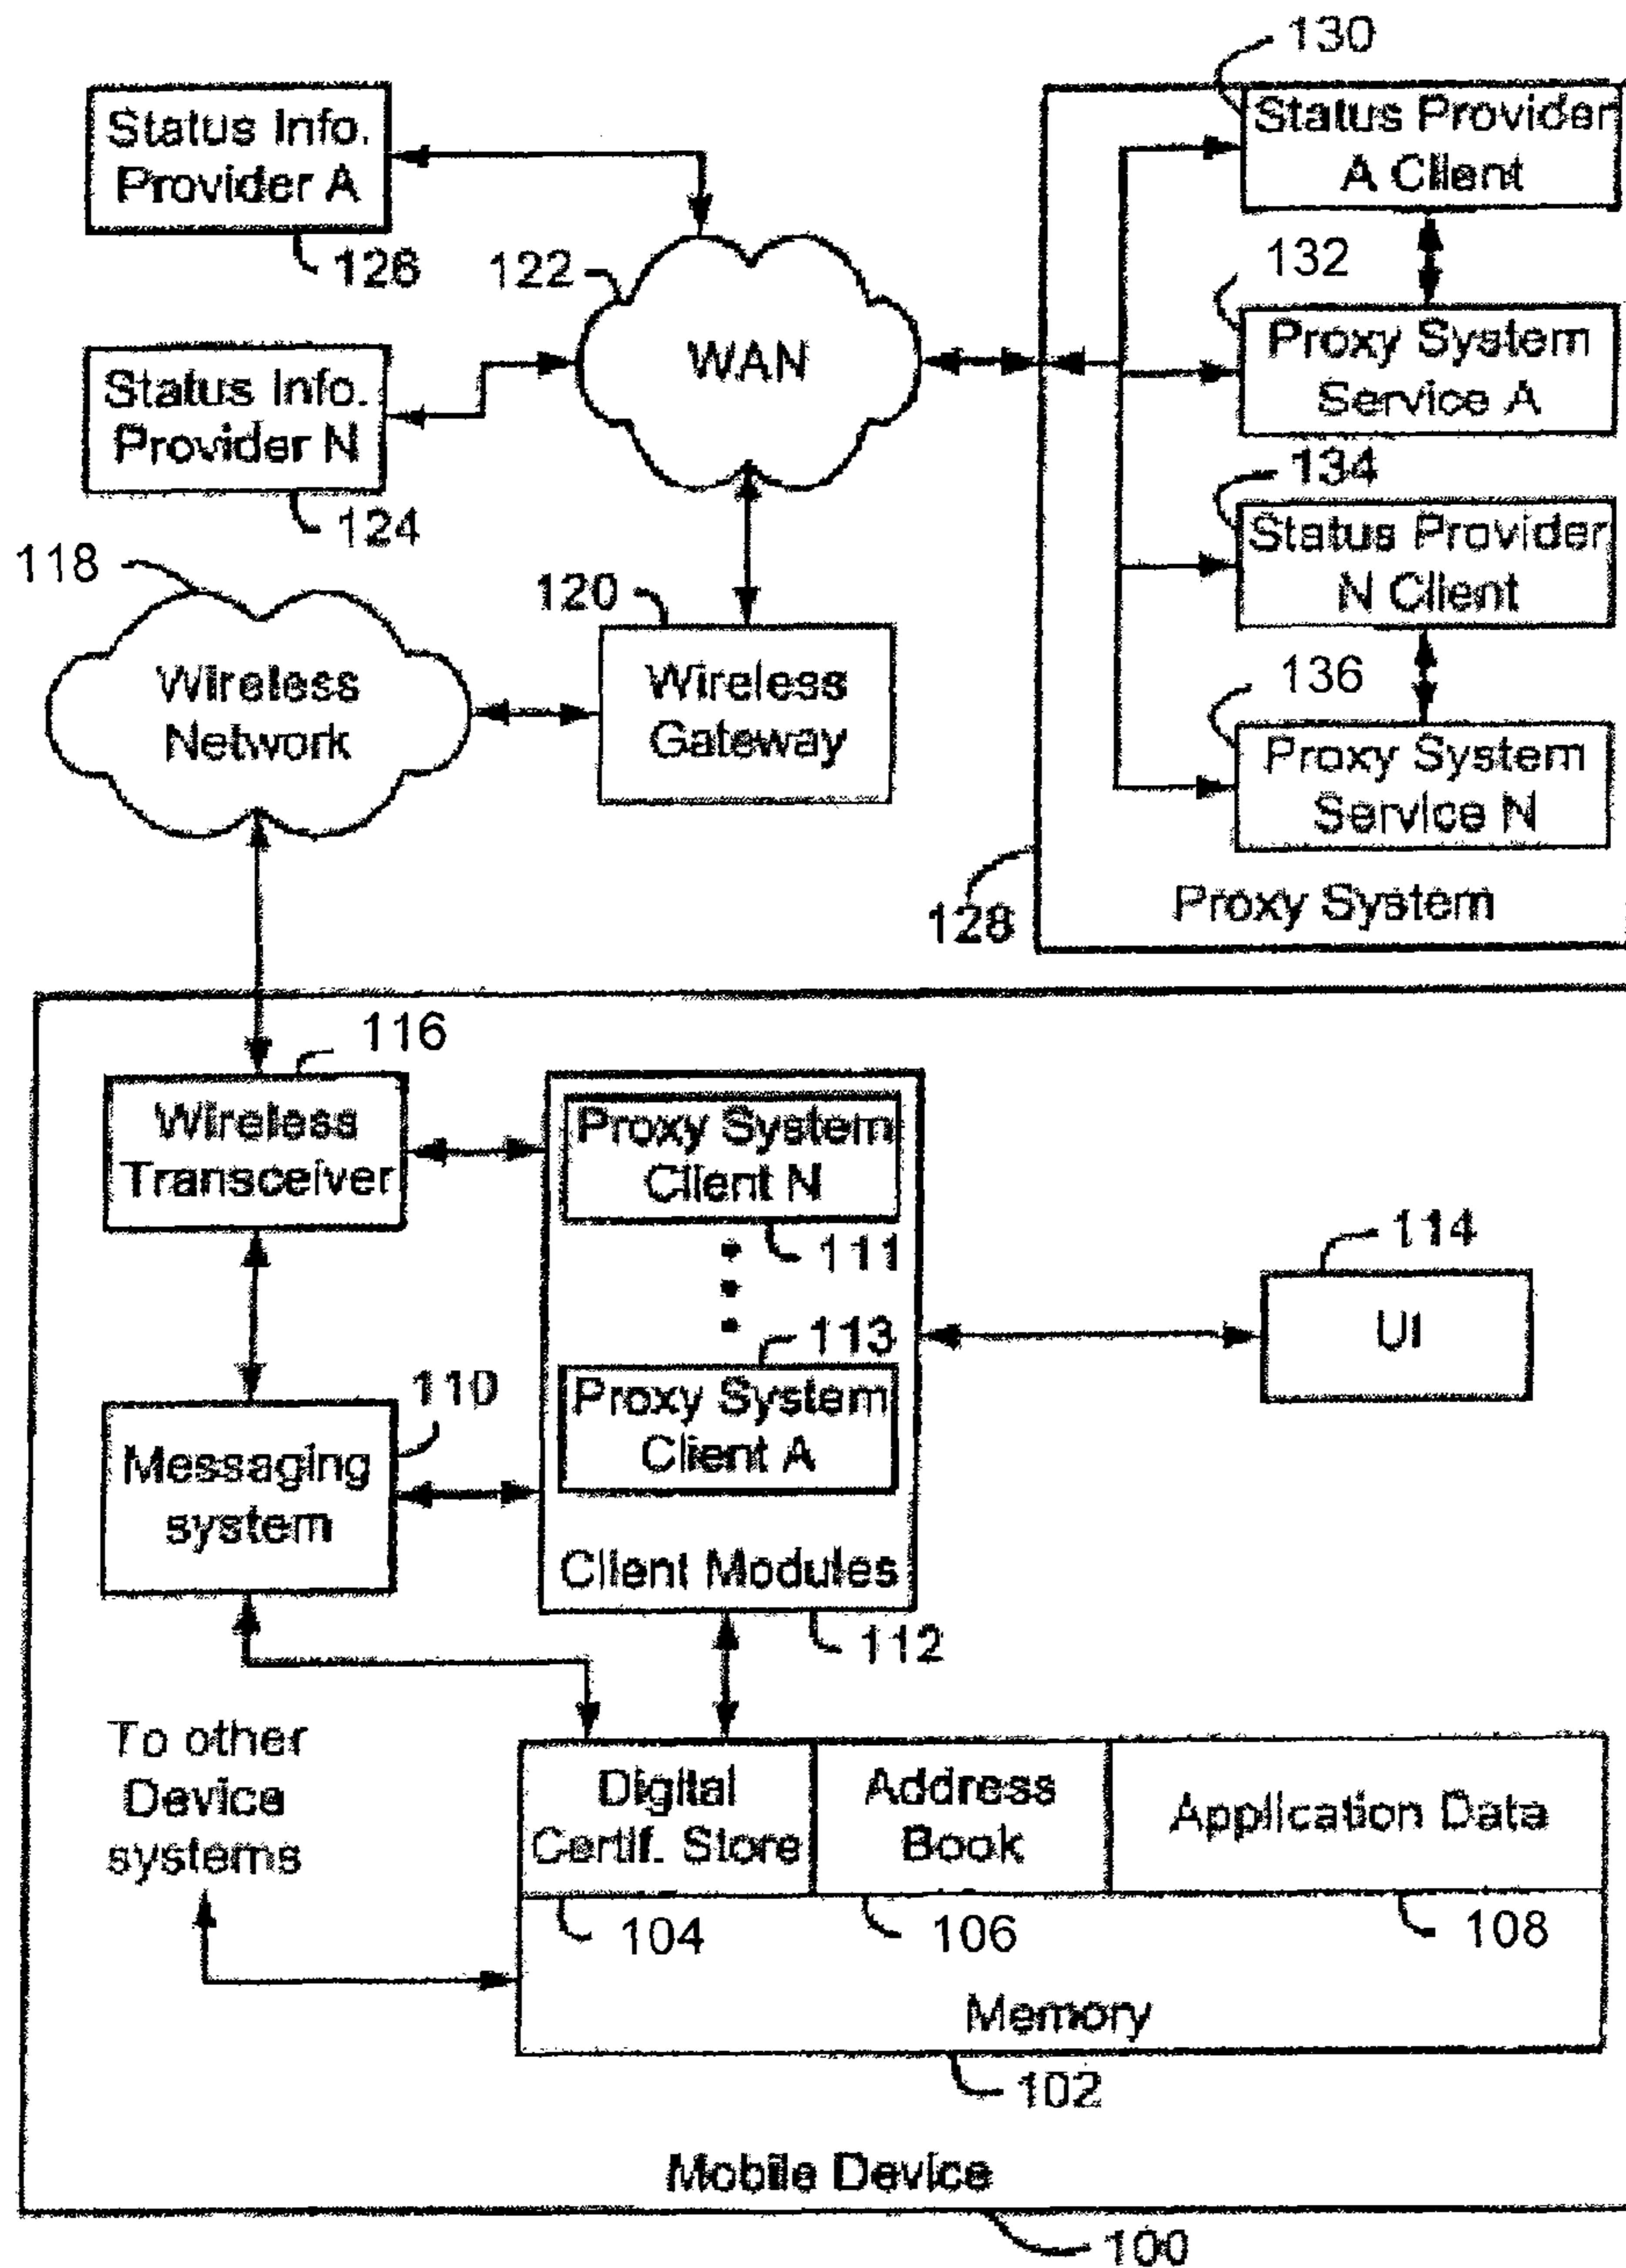 130
Status Provider
A Client
Status Info.
Provider A
126
122
132
WAN
Proxy System
Service A
Status Info.
Provider N
124
134
Status Provider
N Client
118
120
Wireless
Network
Wireless
Gateway
136
Proxy System
Service N
128
Proxy System
116
Wireless
Transceiver
Proxy System
Client N
111
114
UI
113
110
Proxy System
Client A
Messaging
system
Client Modules
112
To other
Device
systems
Digital
Certif. Store
Address
Book
Application Data
104
106
108
Memory
102
Mobile Device
100